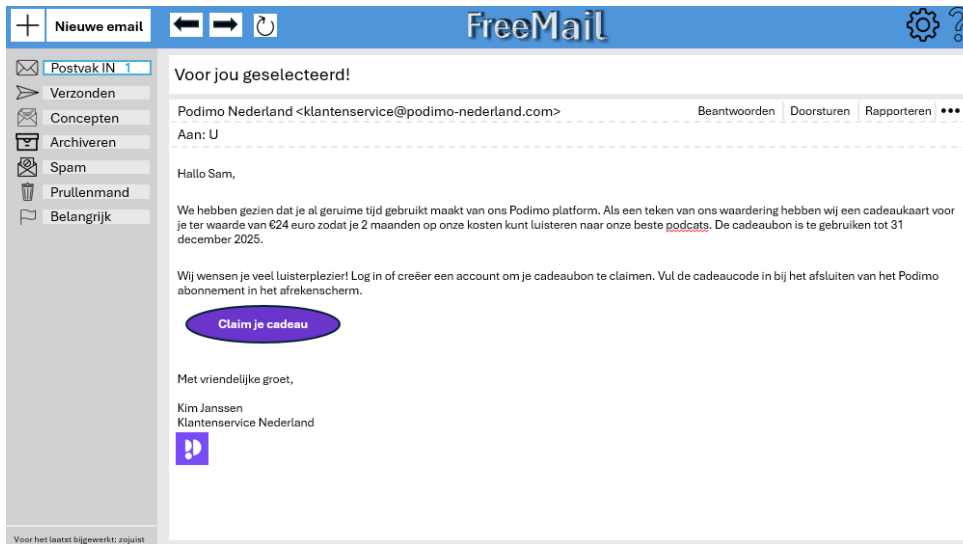 Nieuwe email
FreeMail
Postvak IN 1
Verzonden
Concepten
Archiveren
Spam
Prullenmand
Belangrijk
Voor het laatst bijgewerkt: zojuist
Voor jou geselecteerd!
Podimo Nederland <klantenservice@podimo-nederland.com>
Beantwoorden Doorsturen Rapporteren •••
Aan: U
Hallo Sam,
We hebben gezien dat je al geruime tijd gebruikt maakt van ons Podimo platform. Als een teken van ons waardering hebben wij een cadeaukaart voor
je ter waarde van €24 euro zodat je 2 maanden op onze kosten kunt luisteren naar onze beste podcats. De cadeaubon is te gebruiken tot 31
december 2025.
Wij wensen je veel luisterplezier! Log in of creëer een account om je cadeaubon te claimen. Vul de cadeaucode in bij het afsluiten van het Podimo
abonnement in het afrekenscherm.
Claim je cadeau
Met vriendelijke groet,
Kim Janssen
Klantenservice Nederland